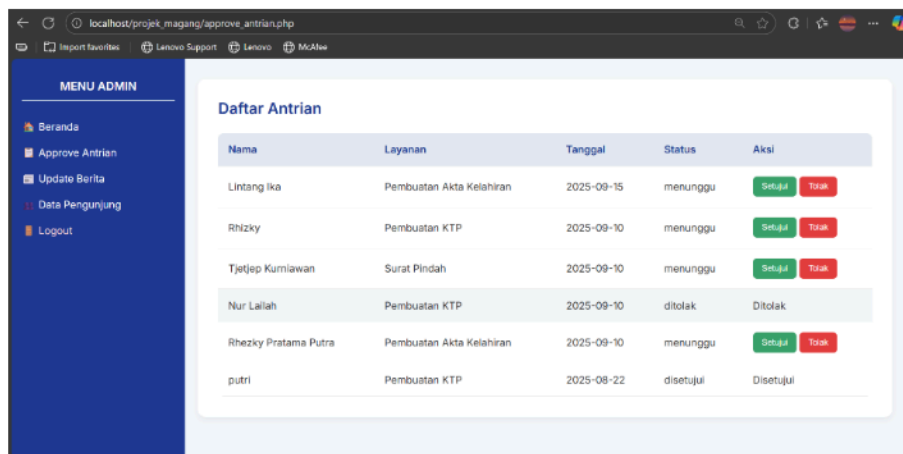 localhost/projek_magang/approve_antrian.php
Import favorites Lenovo Support Lenovo McAfee
MENU ADMIN
Beranda
Approve Antrian
Update Berita
Data Pengunjung
Logout
Daftar Antrian
Nama Layanan Tanggal Status Aksi
Lintang Ika Pembuatan Akta Kelahiran 2025-09-15 menunggu Setujui Tolak
Rhizky Pembuatan KTP 2025-09-10 menunggu Setujui Tolak
Tjetjep Kurniawan Surat Pindah 2025-09-10 menunggu Setujui Tolak
Nur Lailah Pembuatan KTP 2025-09-10 ditolak Ditolak
Rhezky Pratama Putra Pembuatan Akta Kelahiran 2025-09-10 menunggu Setujui Tolak
putri Pembuatan KTP 2025-08-22 disetujui Disetujui